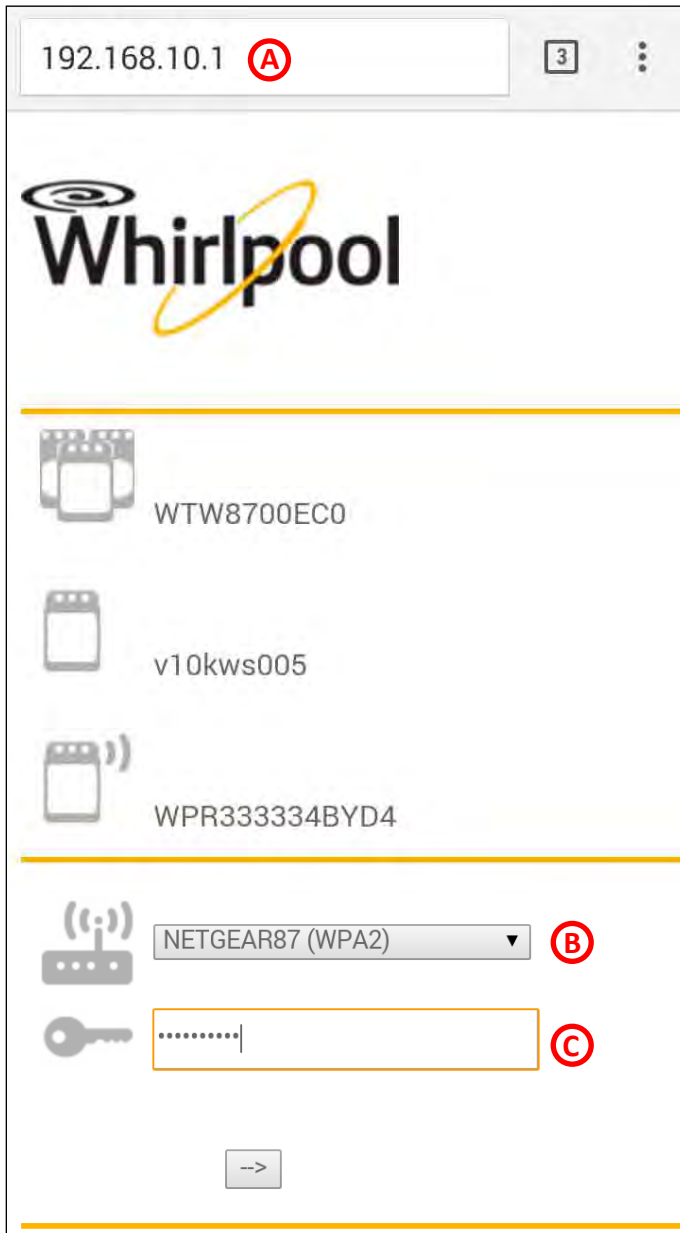 192.168.10.1 A 3
Whirlpool
WTW8700EC0
v10kws005
WPR333334BYD4
NETGEAR87 (WPA2) ▼ B
•••••••••• C
-->